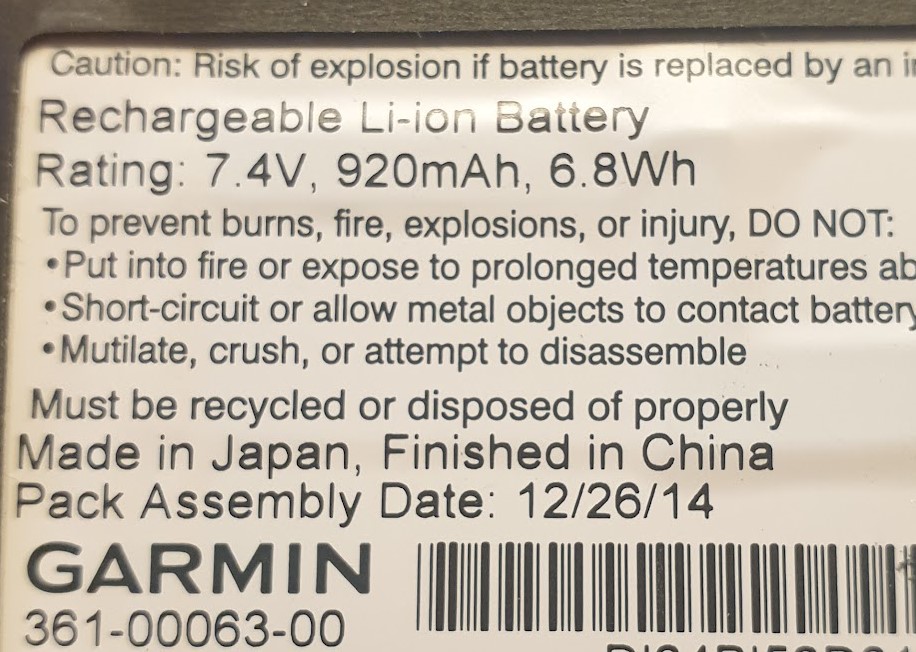 Caution: Risk of explosion if battery is replaced by an
Rechargeable Li-ion Battery
Rating: 7.4V, 920mAh, 6.8Wh
To prevent burns, fire, explosions, or injury, DO NOT:
•Put into fire or expose to prolonged temperatures
•Short-circuit or allow metal objects to contact battery
•Mutilate, crush, or attempt to disassemble
Must be recycled or disposed of properly
Made in Japan, Finished in China
Pack Assembly Date: 12/26/14
GARMIN
361-00063-00